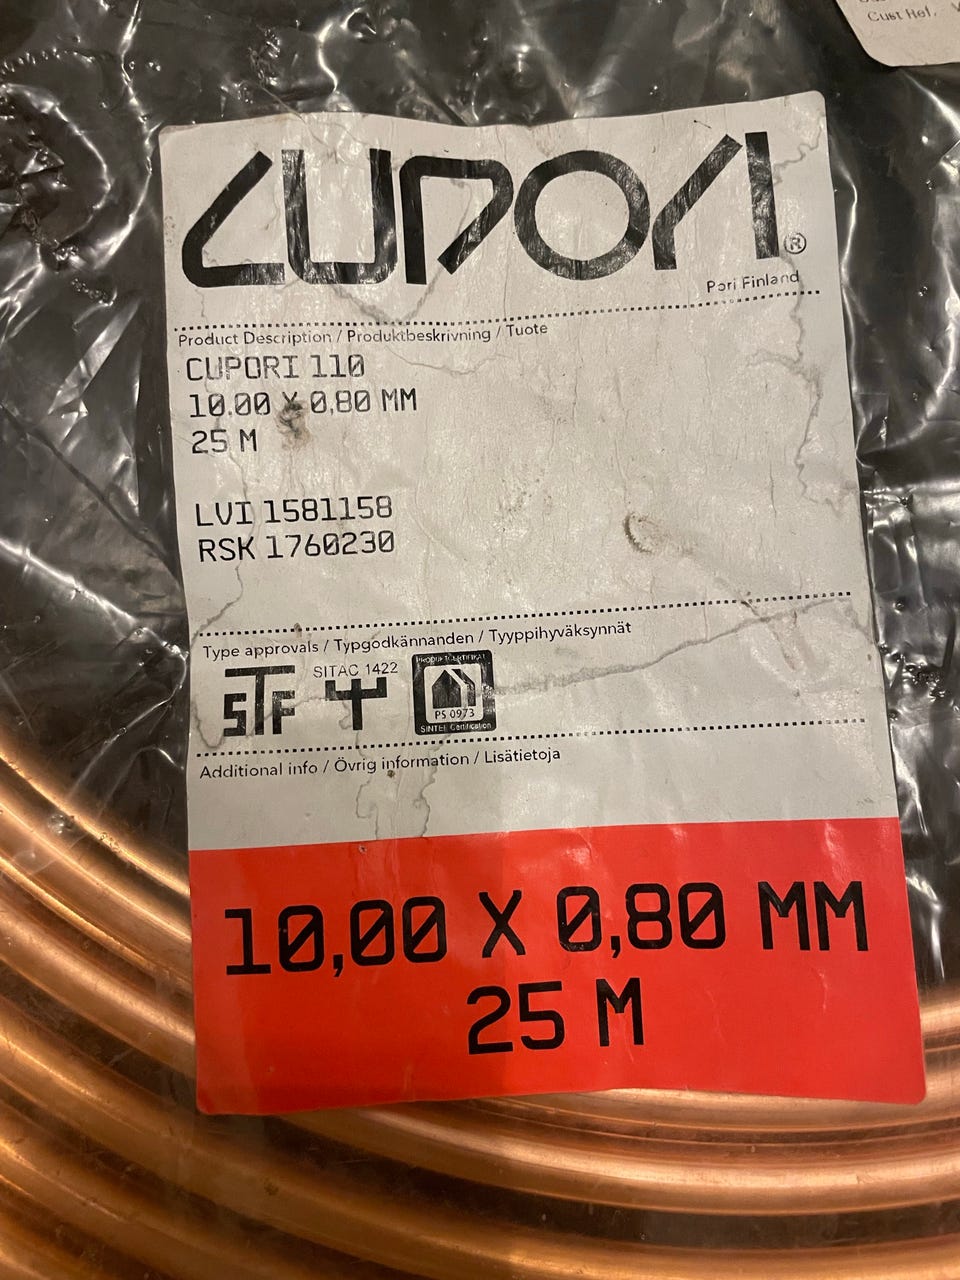 Cust Ref.
CUPORI®
Pori Finland
Product Description / Produktbeskrivning / Tuote
CUPORI 110
10.00 X 0,80 MM
25 M
LVI 1581158
RSK 1760230
Type approvals / Typgodkännanden / Tyyppihyväksynnät
STF
SITAC 1422
PRODUKTSERTIFIKAT
PS 0973
SINTEF Certification
Additional info / Övrig information / Lisätietoja
10,00 X 0,80 MM
25 M